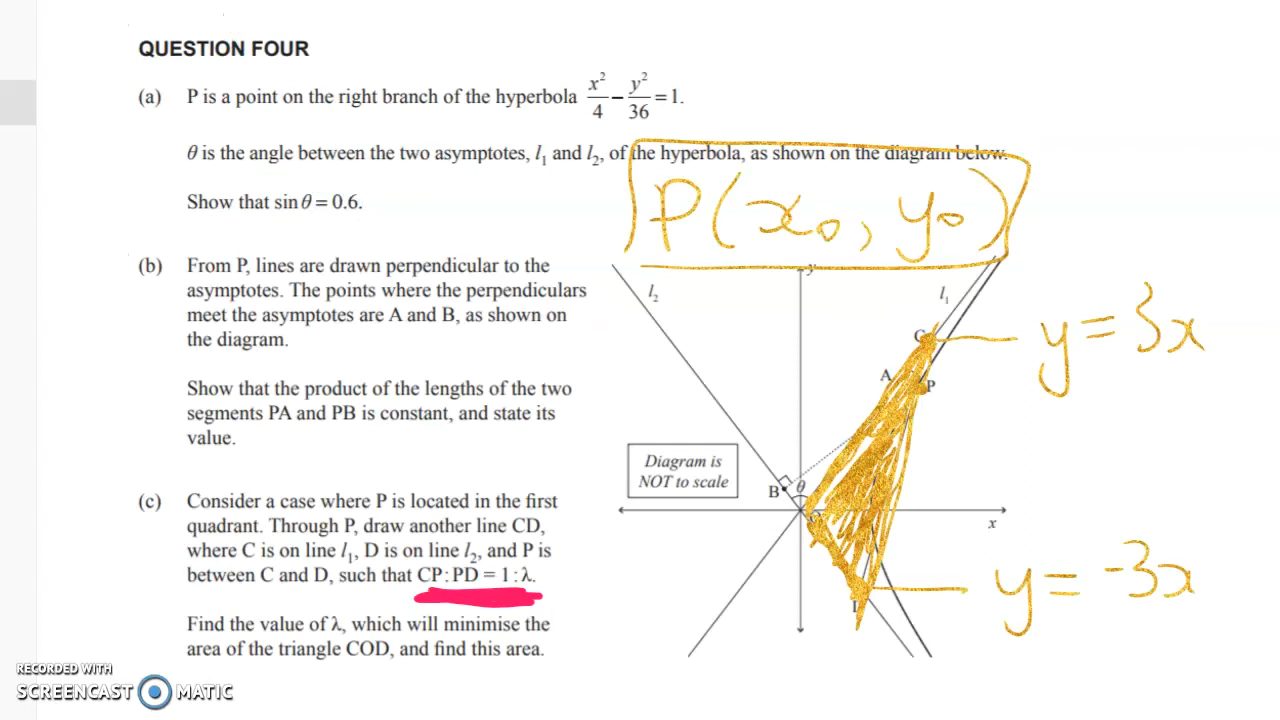 QUESTION FOUR
(a) P is a point on the right branch of the hyperbola x²/4 − y²/36 = 1.
θ is the angle between the two asymptotes, l₁ and l₂, of the hyperbola, as shown on the diagram below.
Show that sin θ = 0.6.
P(x₀, y₀)
(b) From P, lines are drawn perpendicular to the
asymptotes. The points where the perpendiculars
meet the asymptotes are A and B, as shown on
the diagram.
Show that the product of the lengths of the two
segments PA and PB is constant, and state its
value.
(c) Consider a case where P is located in the first
quadrant. Through P, draw another line CD,
where C is on line l₁, D is on line l₂, and P is
between C and D, such that CP : PD = 1 : λ.
Find the value of λ, which will minimise the
area of the triangle COD, and find this area.
y
l₂
l₁
C
y = 3x
A
P
Diagram is
NOT to scale
B
θ
x
y = -3x
RECORDED WITH
SCREENCAST MATIC